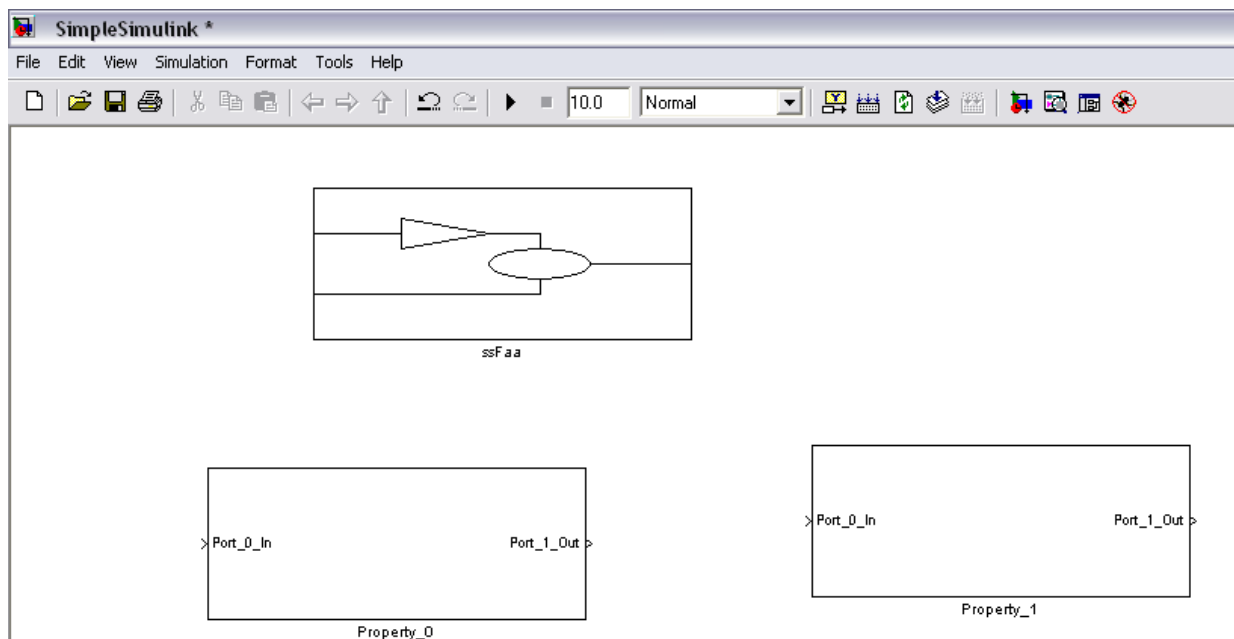 SimpleSimulink *
File Edit View Simulation Format Tools Help
10.0 Normal
ssFaa
Port_0_In Port_1_Out
Property_1
Port_0_In Port_1_Out
Property_0